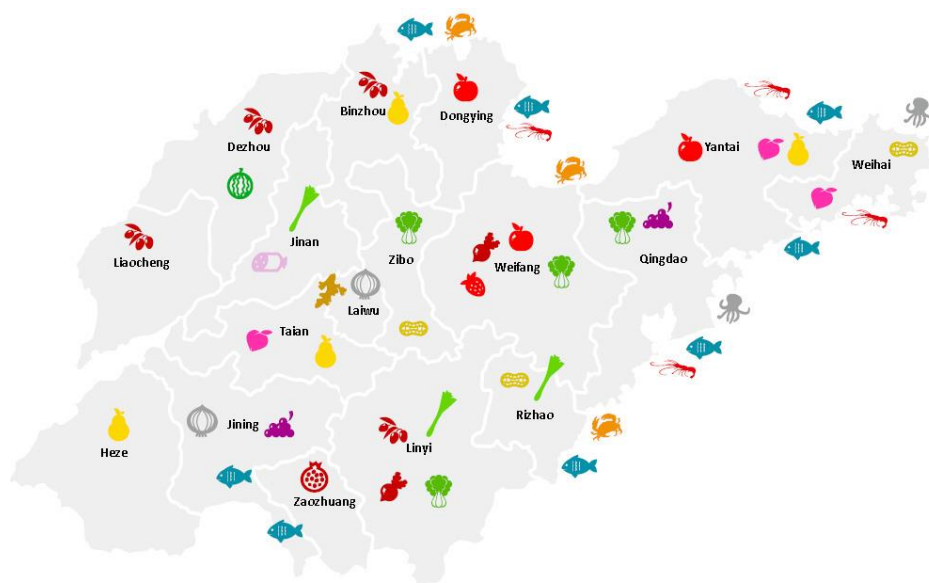 Binzhou
Dongying
Dezhou
Yantai
Weihai
Jinan
Zibo
Weifang
Qingdao
Liaocheng
Laiwu
Taian
Rizhao
Jining
Linyi
Heze
Zaozhuang